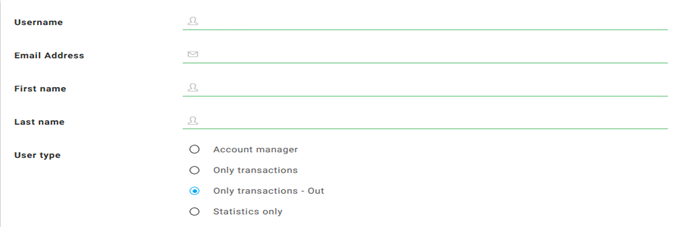 Username
Email Address
First name
Last name
User type
Account manager
Only transactions
Only transactions - Out
Statistics only